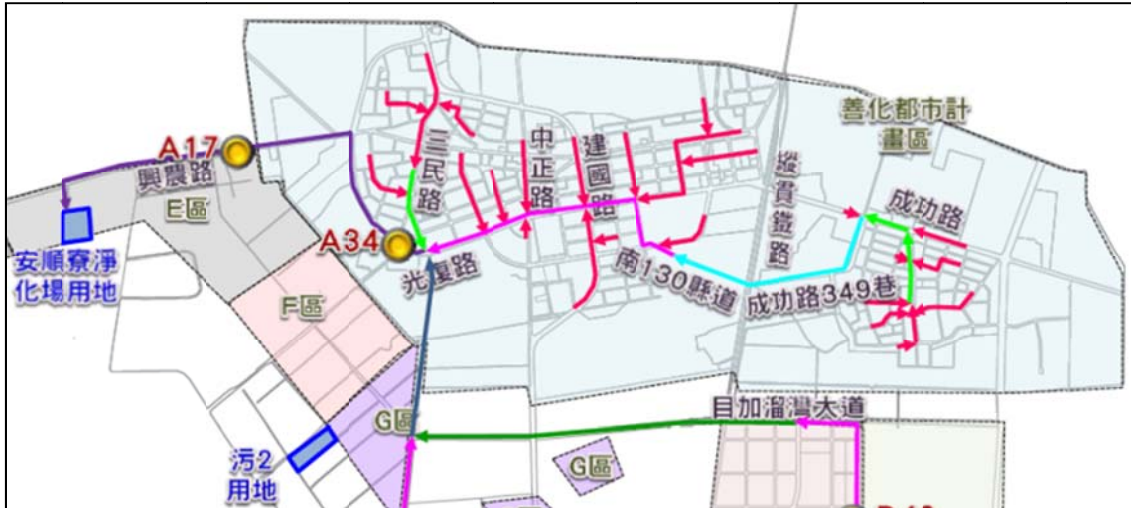 善化都市計
畫區
A17
興農路
E區
安順寮淨
化場用地
三民路
中正路
建國路
縱貫鐵路
成功路
A34
光復路
南130縣道
成功路349巷
F區
目加溜灣大道
G區
G區
污2
用地